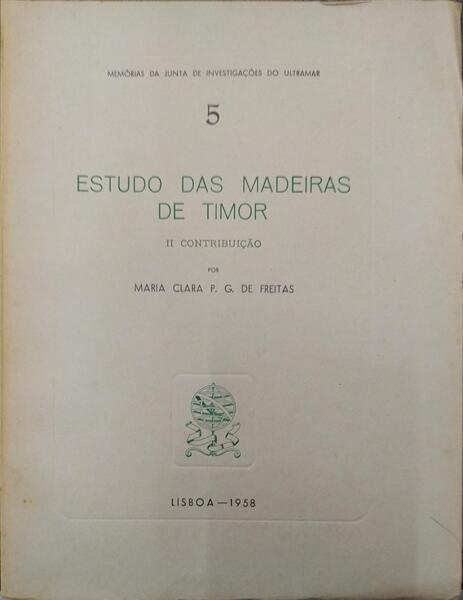 MEMÓRIAS DA JUNTA DE INVESTIGAÇÕES DO ULTRAMAR
5
ESTUDO DAS MADEIRAS
DE TIMOR
II CONTRIBUIÇÃO
POR
MARIA CLARA P. G. DE FREITAS
LISBOA—1958